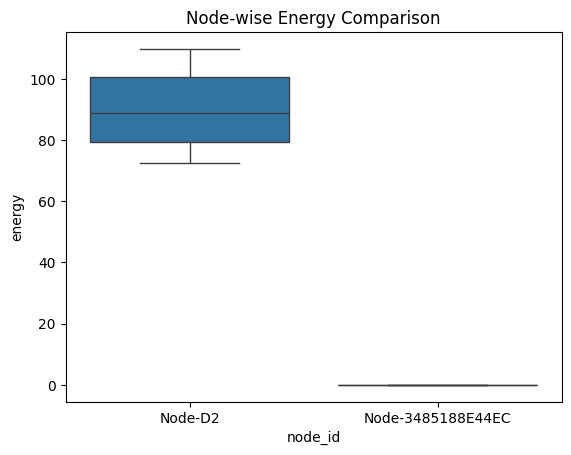 Node-wise Energy Comparison
100
80
60
40
20
0
energy
Node-D2
Node-3485188E44EC
node_id